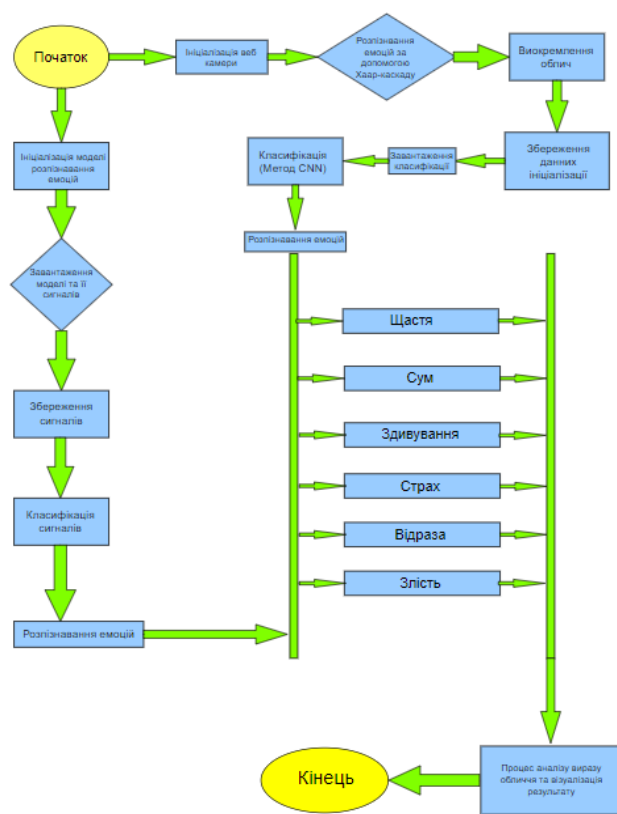 Початок
Ініціалізація веб
камери
Розпізнвання
емоцій за
допомогою
Хаар-каскаду
Виокремлення
облич
Ініціалізація моделі
розпізнавання
емоцій
Класифікація
(Метод CNN)
Завантаження
класифікації
Збереження
данних
ініціалізації
Завантаження
моделі та її
сигналів
Розпізнавання емоцій
Щастя
Сум
Збереження
сигналів
Здивування
Страх
Класифікація
сигналів
Відраза
Злість
Розпізнавання емоцій
Кінець
Процес аналізу виразу
обличчя та візуалізація
результату